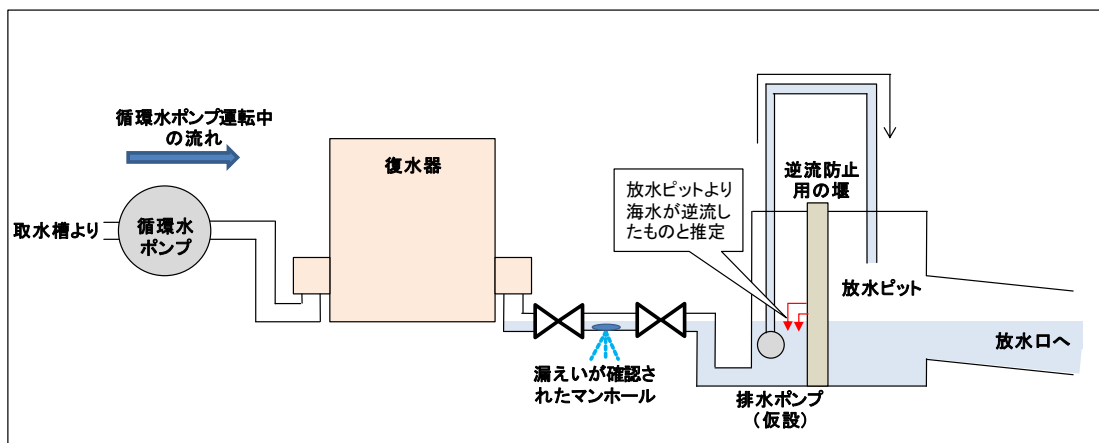 循環水ポンプ運転中
の流れ
取水槽より
循環水
ポンプ
復水器
漏えいが確認さ
れたマンホール
放水ピットより
海水が逆流し
たものと推定
逆流防止
用の堰
放水ピット
放水口へ
排水ポンプ
（仮設）